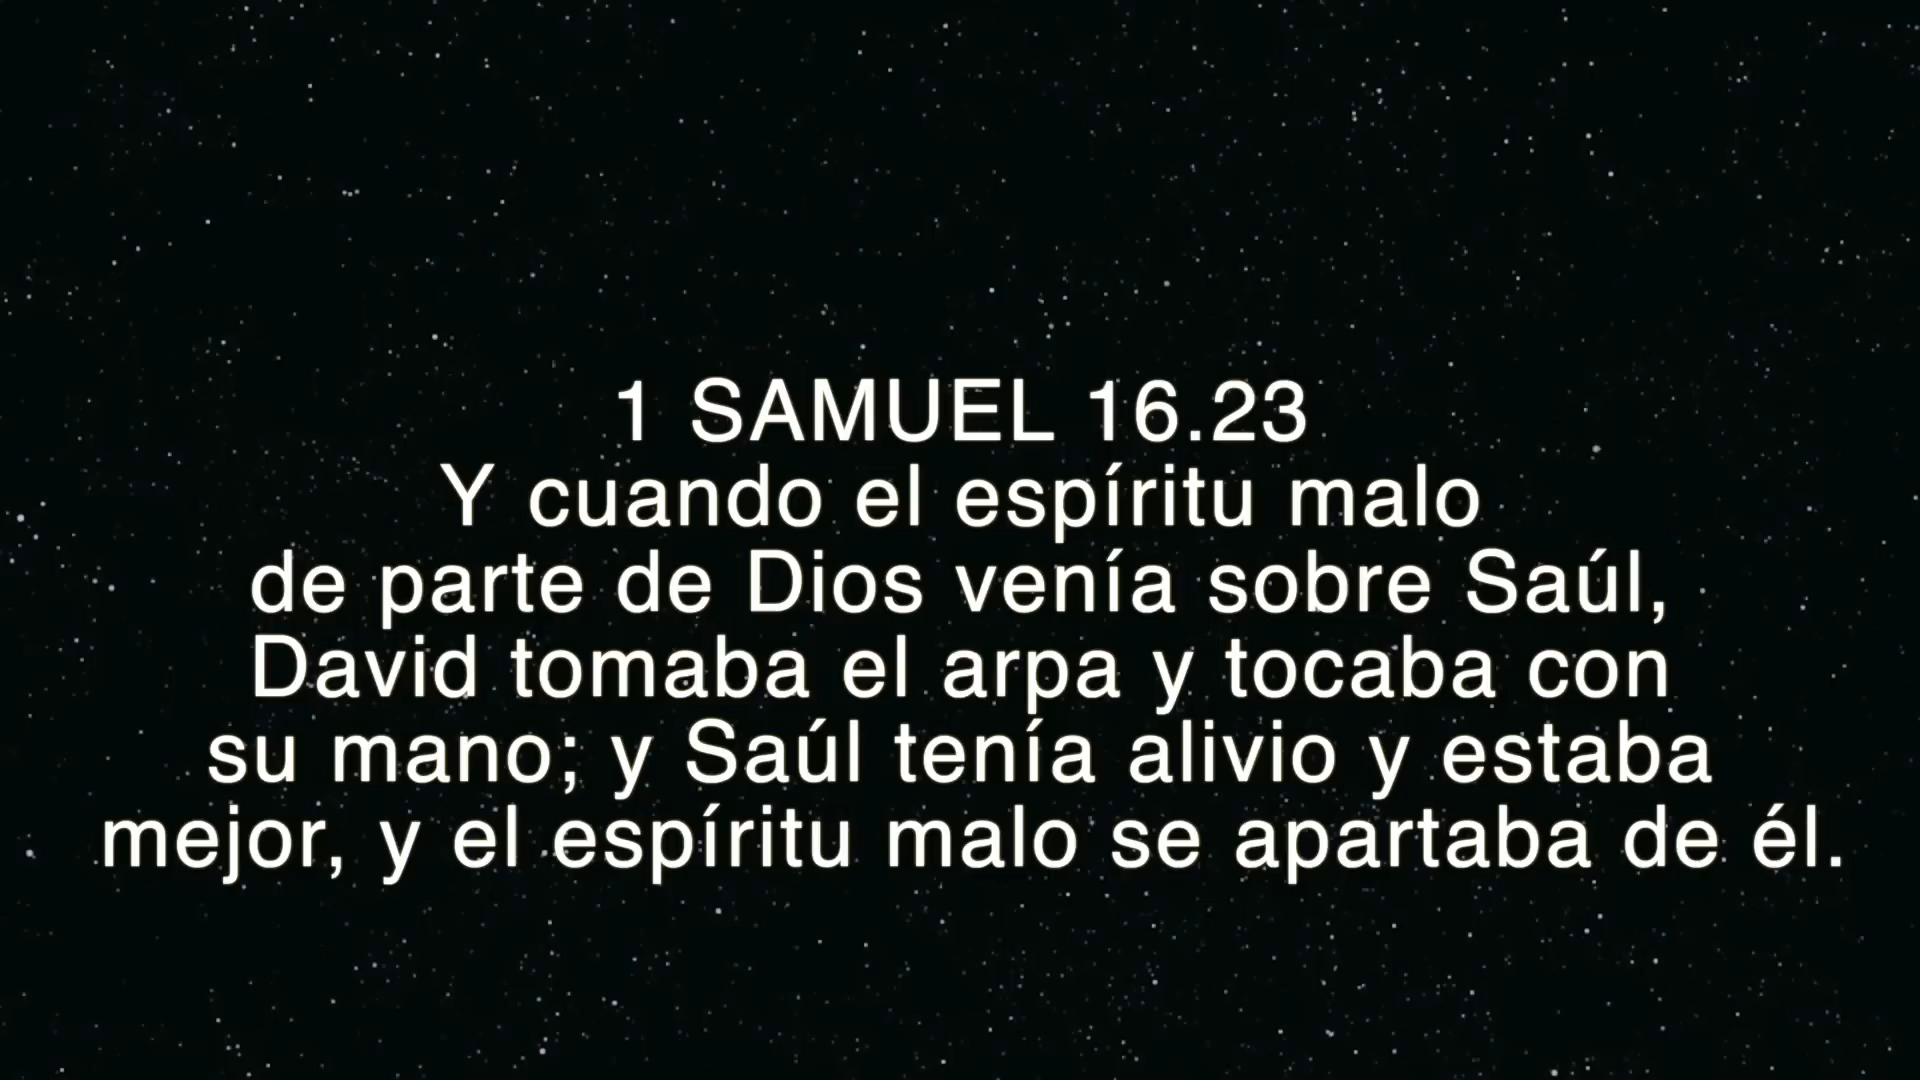 1 SAMUEL 16.23
Y cuando el espíritu malo
de parte de Dios venía sobre Saúl,
David tomaba el arpa y tocaba con
su mano; y Saúl tenía alivio y estaba
mejor, y el espíritu malo se apartaba de él.